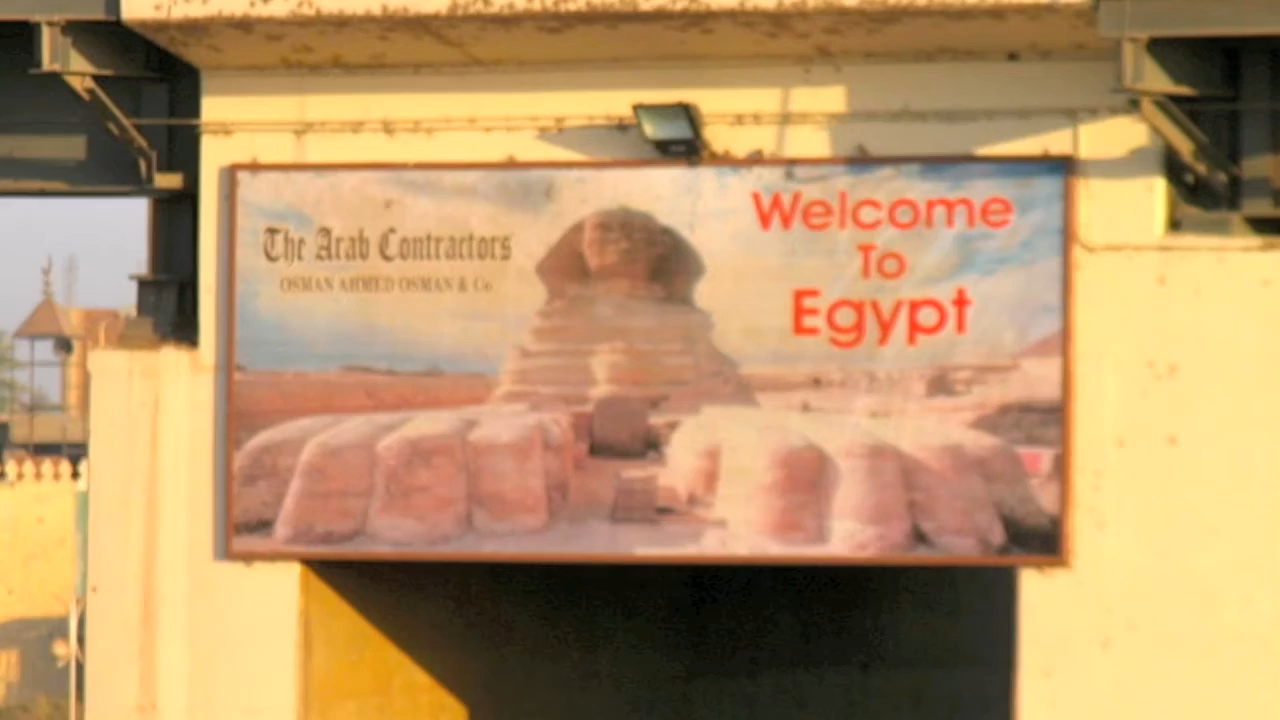 The Arab Contractors
OSMAN AHMED OSMAN & Co.
Welcome
To
Egypt